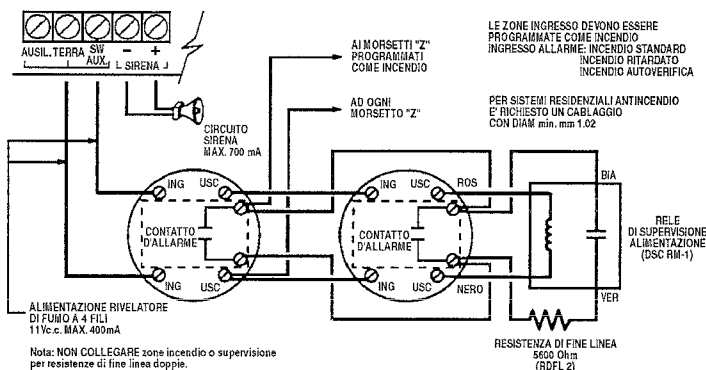 AUSIL. TERRA SW AUX. - +
SIRENA
CIRCUITO
SIRENA
MAX. 700 mA
AI MORSETTI "Z"
PROGRAMMATI
COME INCENDIO
AD OGNI
MORSETTO "Z"
LE ZONE INGRESSO DEVONO ESSERE
PROGRAMMATE COME INCENDIO
INGRESSO ALLARME: INCENDIO STANDARD
INCENDIO RITARDATO
INCENDIO AUTOVERIFICA
PER SISTEMI RESIDENZIALI ANTINCENDIO
E' RICHIESTO UN CABLAGGIO
CON DIAM min. mm 1.02
ING USC
CONTATTO
D'ALLARME
ING USC
ING USC ROS
CONTATTO
D'ALLARME
ING USC NERO
BIA
RELE
DI SUPERVISIONE
ALIMENTAZIONE
(DSC RM-1)
VER
RESISTENZA DI FINE LINEA
5600 Ohm
(RDFL 2)
ALIMENTAZIONE RIVELATORE
DI FUMO A 4 FILI
11Vc.c. MAX. 400mA
Nota: NON COLLEGARE zone incendio o supervisione
per resistenze di fine linea doppie.